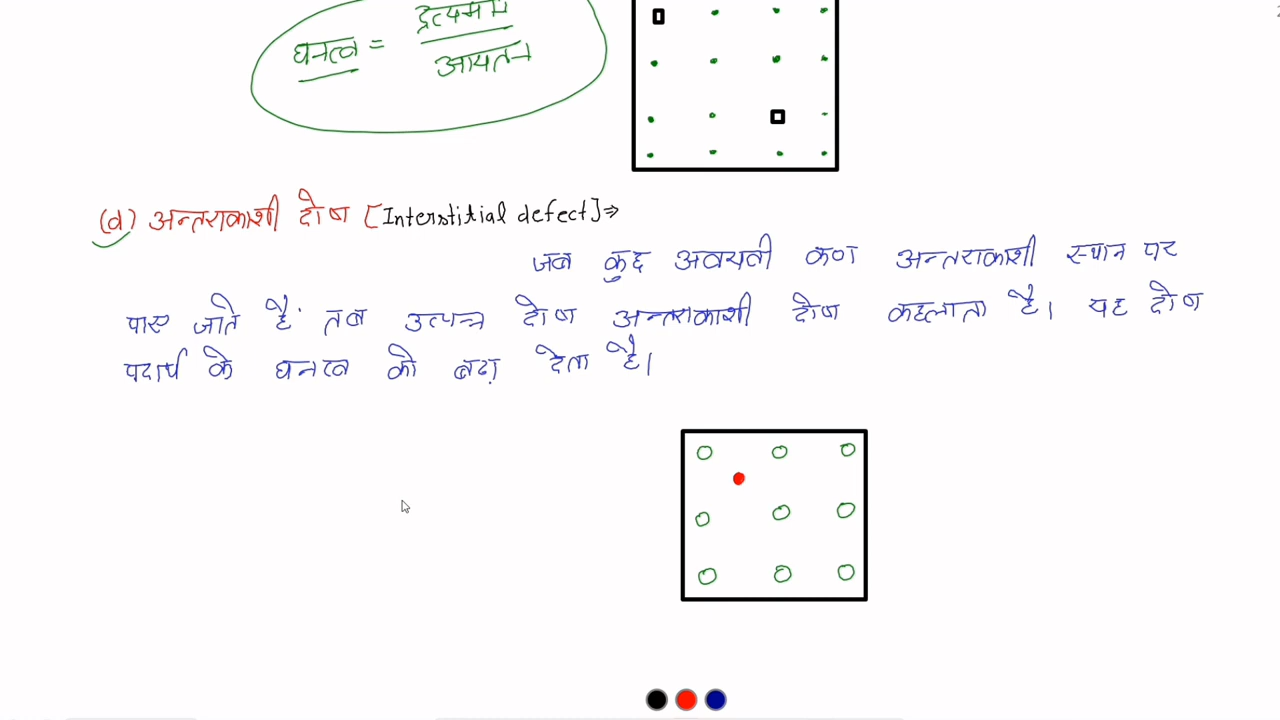 घनत्व = द्रव्यमान
आयतन
(d) अन्तराकाशी दोष [Interstitial defect]⇒
जब कुछ अवयवी कण अन्तराकाशी स्थान पर
पाए जाते है तब उत्पन्न दोष अन्तराकाशी दोष कहलाता है। यह दोष
पदार्थ के घनत्व को बढ़ा देता है।